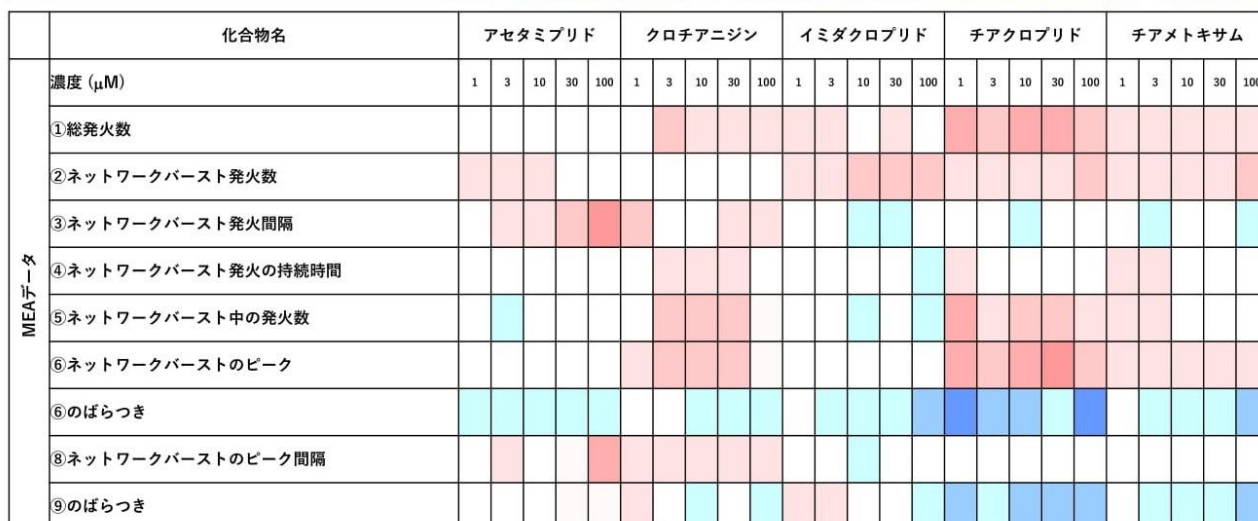 化合物名 アセタミプリド クロチアニジン イミダクロプリド チアクロプリド チアメトキサム
濃度 (μM) 1 3 10 30 100 1 3 10 30 100 1 3 10 30 100 1 3 10 30 100 1 3 10 30 100
MEAデータ
①総発火数
②ネットワークバースト発火数
③ネットワークバースト発火間隔
④ネットワークバースト発火の持続時間
⑤ネットワークバースト中の発火数
⑥ネットワークバーストのピーク
⑥のばらつき
⑧ネットワークバーストのピーク間隔
⑨のばらつき